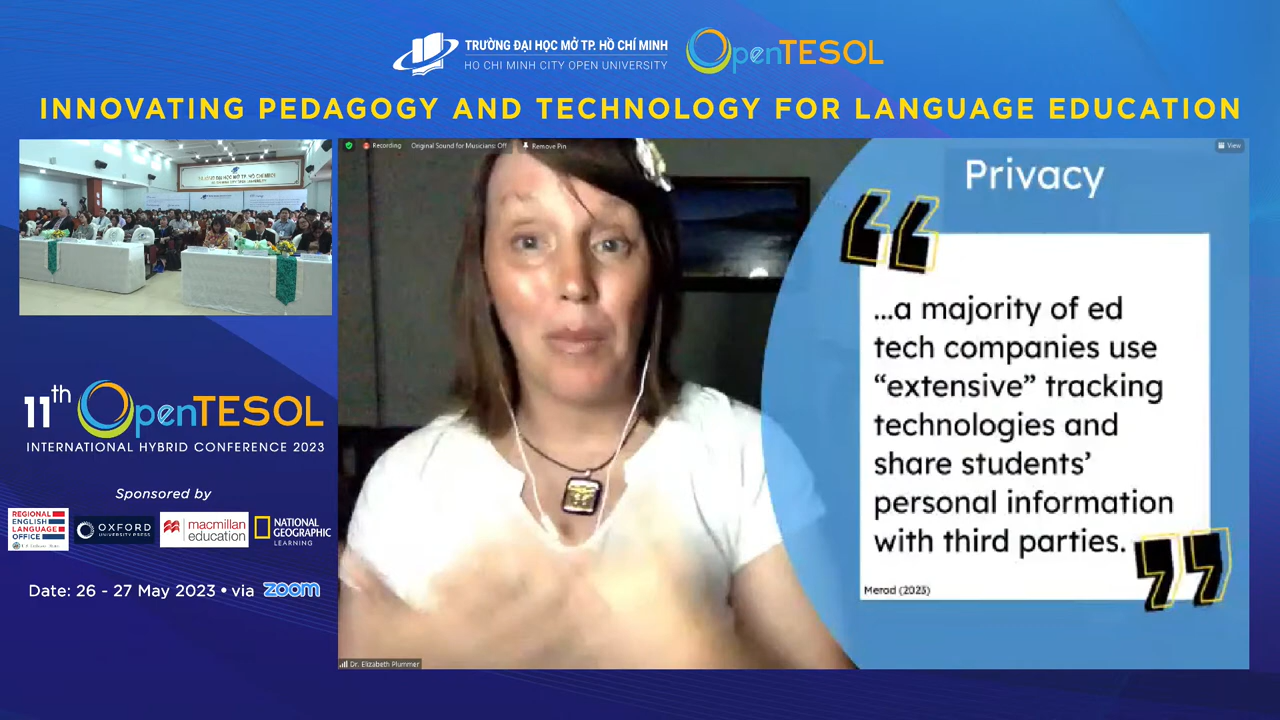 TRƯỜNG ĐẠI HỌC MỞ TP. HỒ CHÍ MINH
HO CHI MINH CITY OPEN UNIVERSITY
OpenTESOL
INNOVATING PEDAGOGY AND TECHNOLOGY FOR LANGUAGE EDUCATION
Recording
Original Sound for Musicians: Off
Remove Pin
View
Privacy
“
...a majority of ed
tech companies use
“extensive” tracking
technologies and
share students’
personal information
with third parties.
”
Merod (2023)
Dr. Elizabeth Plummer
11th OpenTESOL
INTERNATIONAL HYBRID CONFERENCE 2023
Sponsored by
REGIONAL
ENGLISH
LANGUAGE
OFFICE
OXFORD
UNIVERSITY PRESS
macmillan
education
NATIONAL
GEOGRAPHIC
LEARNING
Date: 26 - 27 May 2023 • via zoom